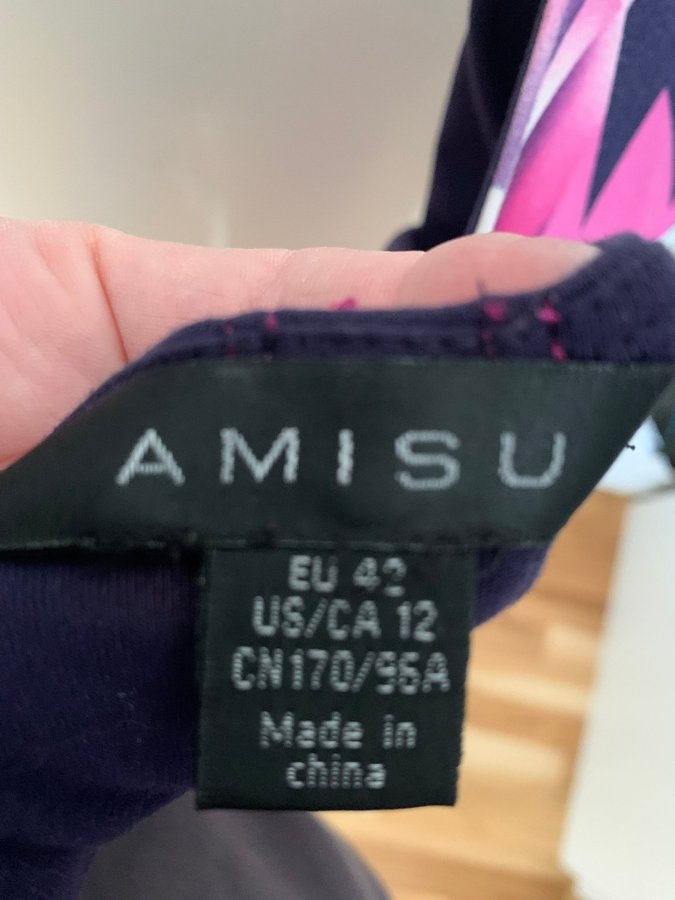 AMISU
EU 42
US/CA 12
CN170/96A
Made in
china